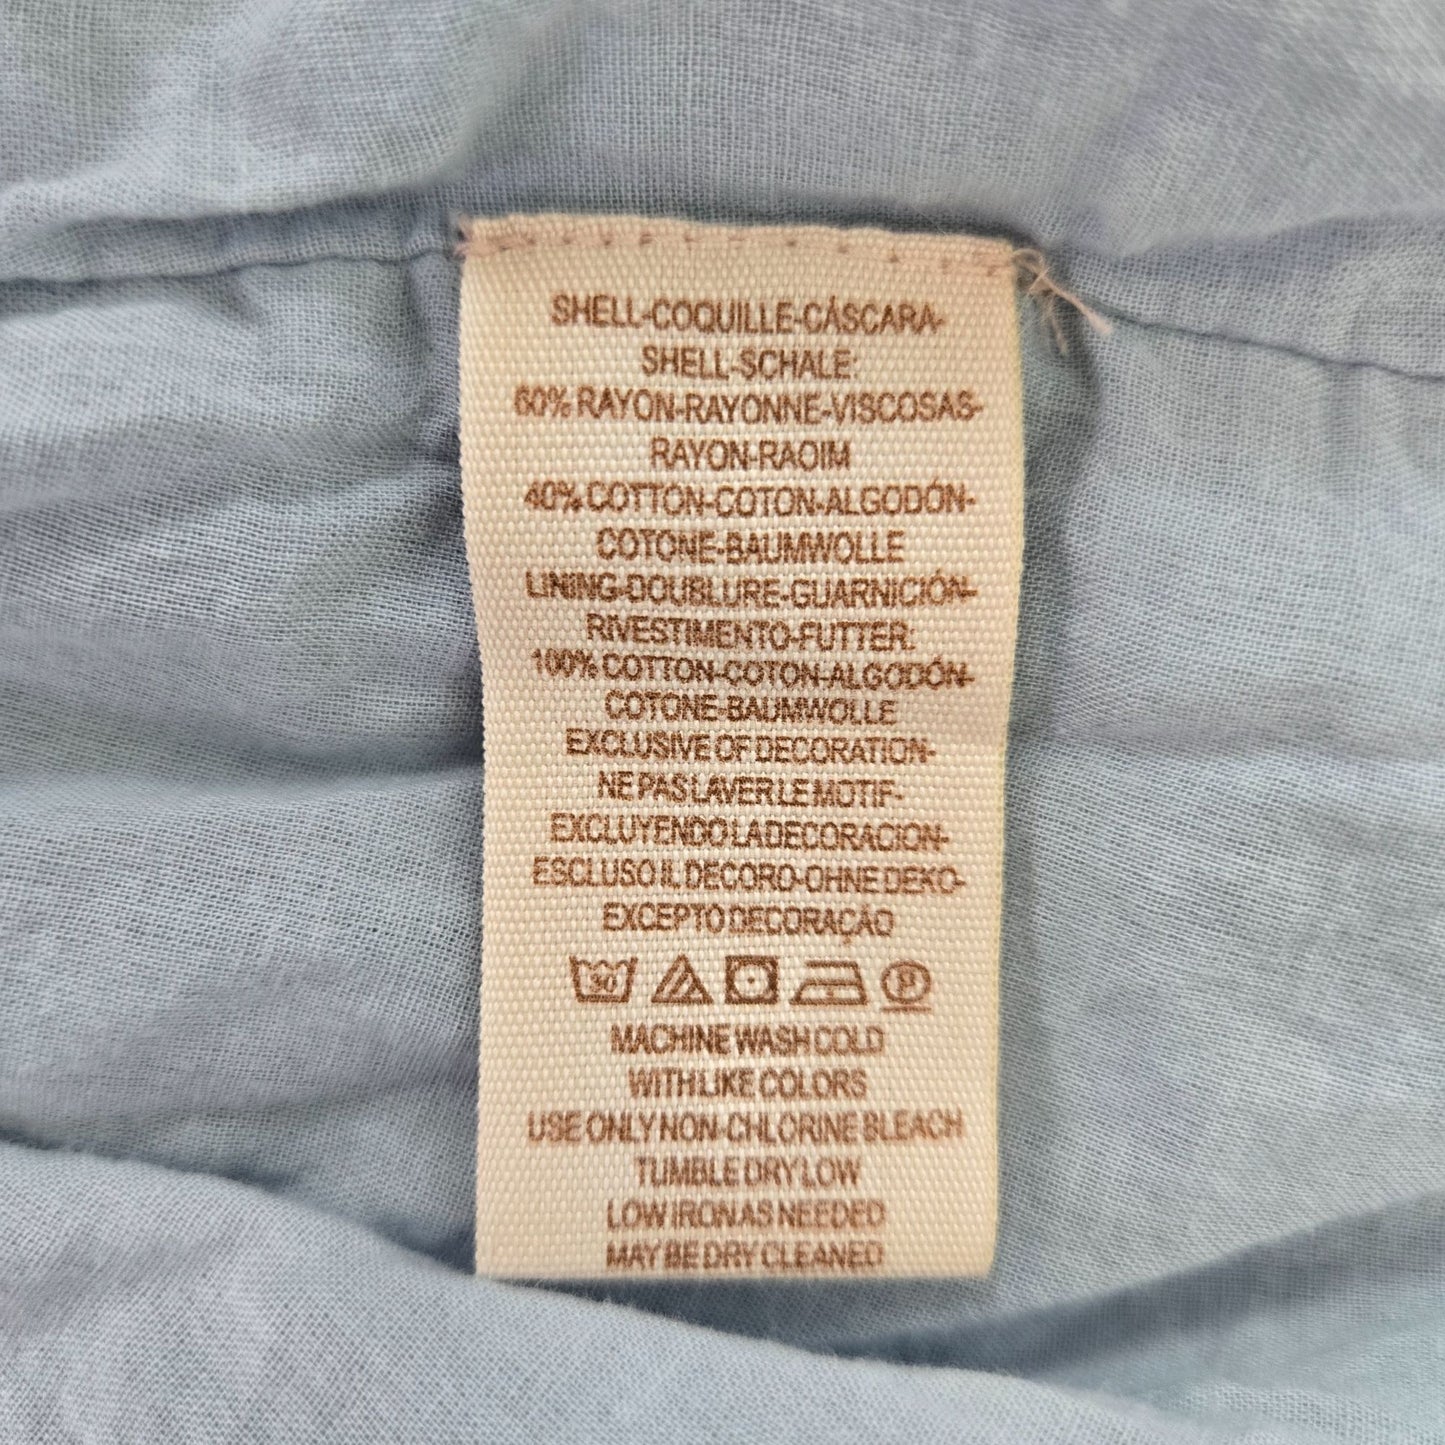 SHELL-COQUILLE-CÁSCARA-
SHELL-SCHALE:
60% RAYON-RAYONNE-VISCOSAS-
RAYON-RAOIM
40% COTTON-COTON-ALGODÓN-
COTONE-BAUMWOLLE
LINING-DOUBLURE-GUARNICIÓN-
RIVESTIMENTO-FUTTER:
100% COTTON-COTON-ALGODÓN-
COTONE-BAUMWOLLE
EXCLUSIVE OF DECORATION-
NE PAS LAVER LE MOTIF-
EXCLUYENDO LA DECORACION-
ESCLUSO IL DECORO-OHNE DEKO-
EXCEPTO DECORAÇÃO
30° P
MACHINE WASH COLD
WITH LIKE COLORS
USE ONLY NON-CHLORINE BLEACH
TUMBLE DRY LOW
LOW IRON AS NEEDED
MAY BE DRY CLEANED